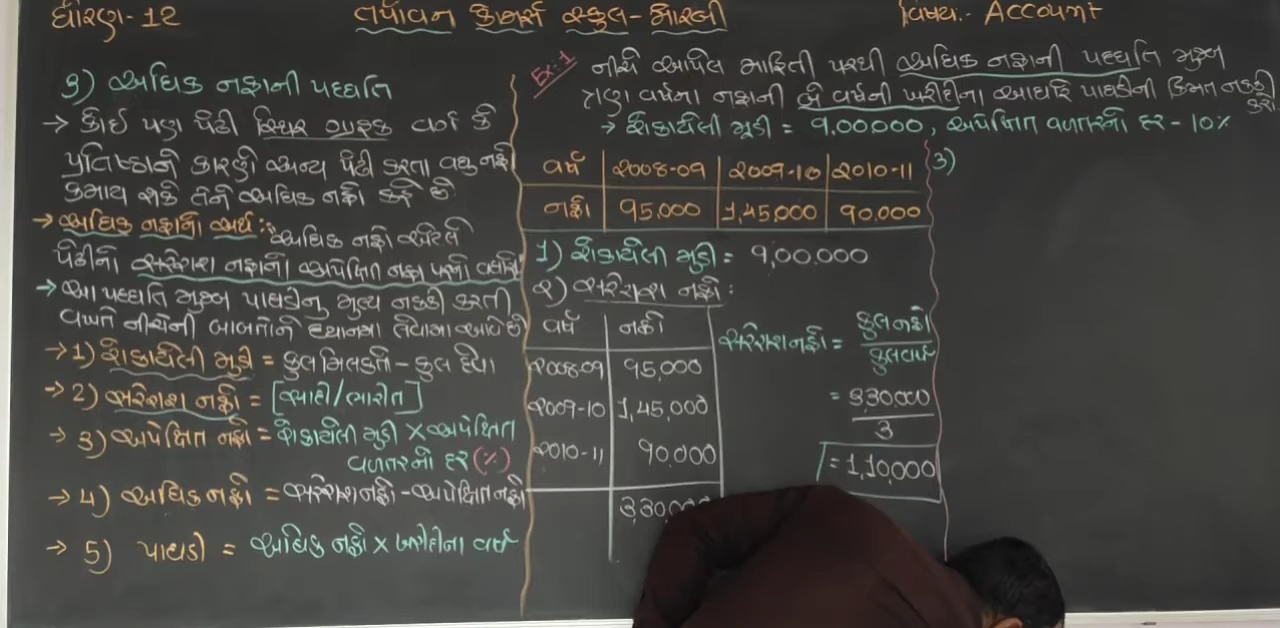 ધોરણ-12
તપોવન કોમર્સ સ્કુલ-મોરબી
વિષય:- Account
3) અધિક નફાની પદ્ધતિ
→ કોઈ પણ પેઢી સ્થિર ગ્રાહક વર્ગ કે
પ્રતિષ્ઠાને કારણે અન્ય પેઢી કરતા વધુ નફો
કમાય શકે તેને અધિક નફો કહે છે
→ અધિક નફાનો અર્થ: અધિક નફો એટલે
પેઢીના સરેરાશ નફાનો અપેક્ષિત નફા પરનો વધારો
→ આ પદ્ધતિ મુજબ પાઘડીનુ મુલ્ય નક્કી કરતી
વખતે નીચેની બાબતોને ધ્યાનમા લેવામા આવે છે
→ 1) રોકાયેલી મુડી = કુલ મિલકતો - કુલ દેવા
→ 2) સરેરાશ નફો = [સાદી/ભારીત]
→ 3) અપેક્ષિત નફો = રોકાયેલી મુડી × અપેક્ષિત
વળતરનો દર (%)
→ 4) અધિક નફો = સરેરાશ નફો - અપેક્ષિત નફો
→ 5) પાઘડી = અધિક નફો × ખરીદીના વર્ષ
Ex:1 નીચે આપેલ માહિતી પરથી અધિક નફાની પદ્ધતિ મુજબ
ત્રણ વર્ષના નફાની બે વર્ષની ખરીદીના આધારે પાઘડીની કિંમત નક્કી
કરો
→ રોકાયેલી મૂડી = 9,00000, અપેક્ષિત વળતરનો દર - 10%
વર્ષ 2008-09 2009-10 2010-11
નફો 95,000 1,45,000 90,000
1) રોકાયેલી મુડી = 9,00,000
૨) સરેરાશ નફો:
વર્ષ નફો
2008-09 95,000
2009-10 1,45,000
2010-11 90,000
સરેરાશ નફો = કુલ નફો
કુલ વર્ષ
= 3,30,000
3
= 1,10,000
3)